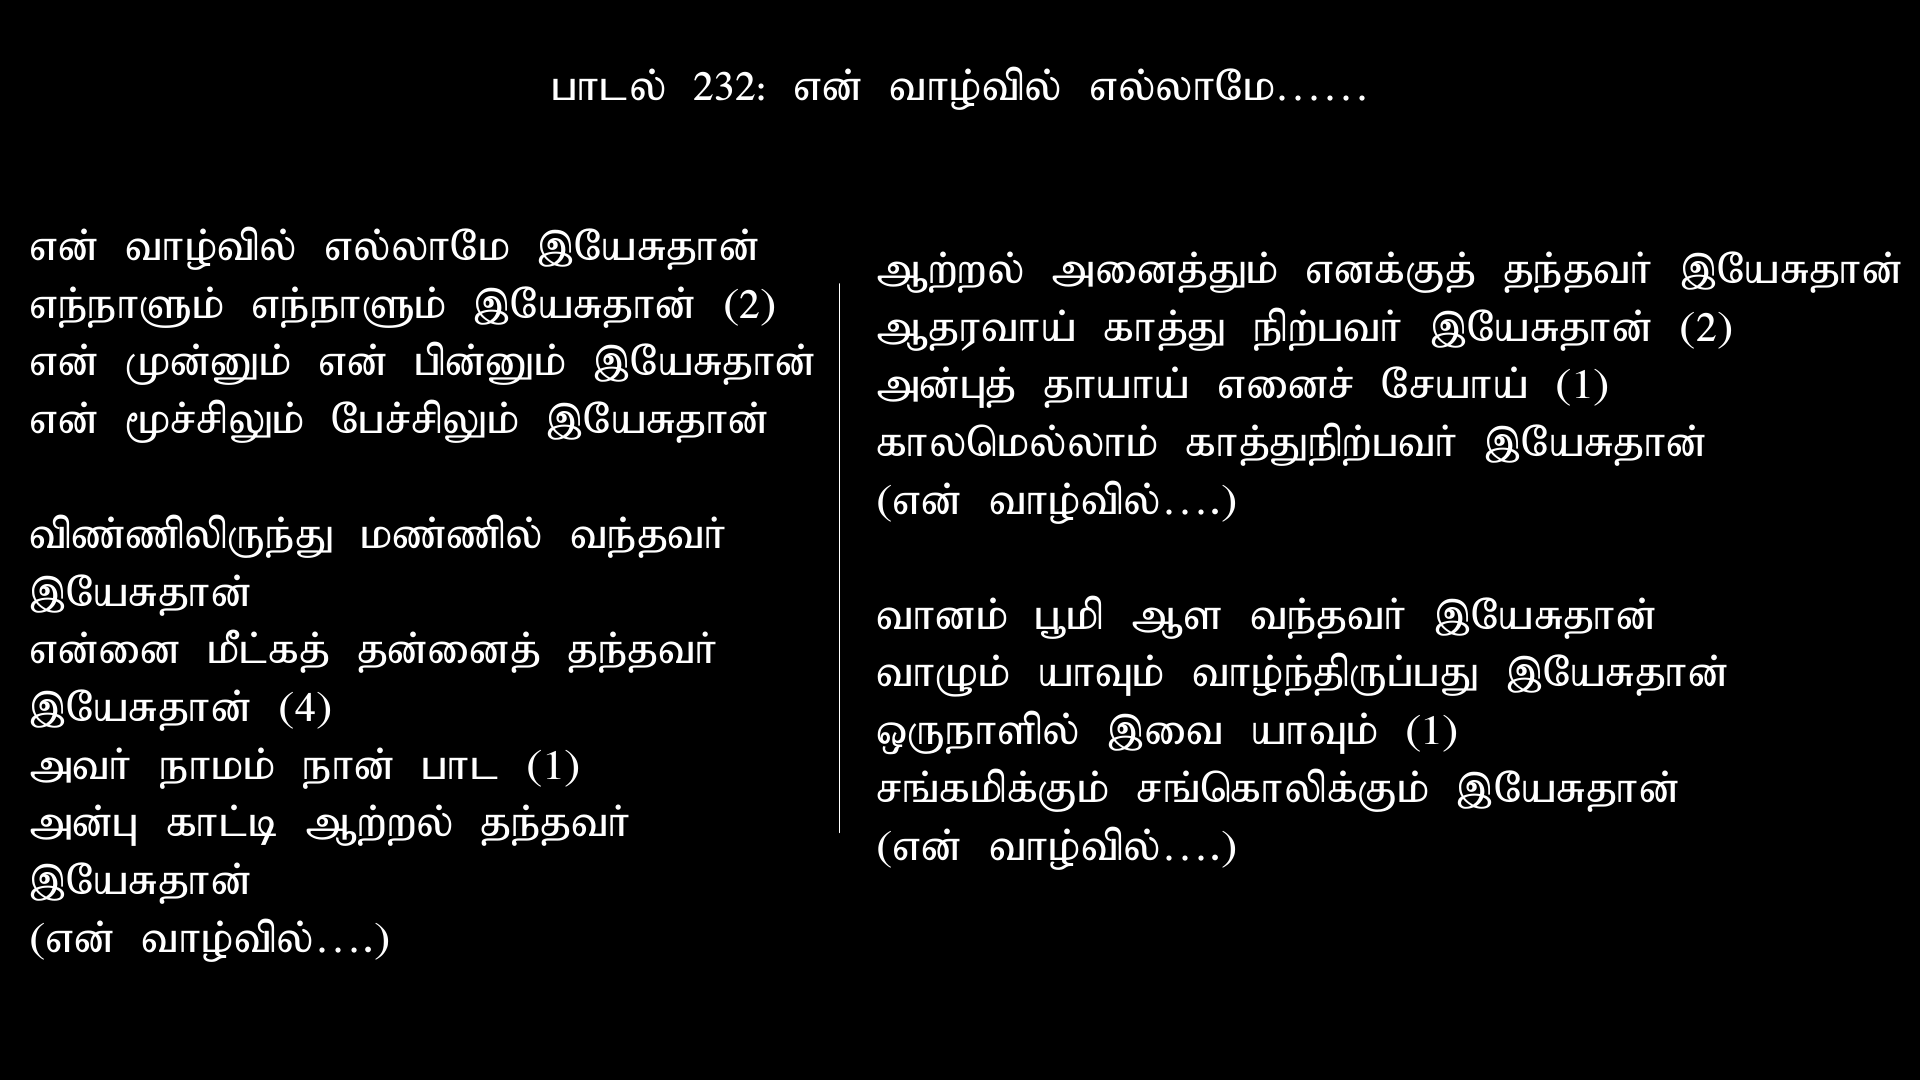 பாடல் 232: என் வாழ்வில் எல்லாமே......
என் வாழ்வில் எல்லாமே இயேசுதான்
எந்நாளும் எந்நாளும் இயேசுதான் (2)
என் முன்னும் என் பின்னும் இயேசுதான்
என் மூச்சிலும் பேச்சிலும் இயேசுதான்
விண்ணிலிருந்து மண்ணில் வந்தவர்
இயேசுதான்
என்னை மீட்கத் தன்னைத் தந்தவர்
இயேசுதான் (4)
அவர் நாமம் நான் பாட (1)
அன்பு காட்டி ஆற்றல் தந்தவர்
இயேசுதான்
(என் வாழ்வில்....)
ஆற்றல் அனைத்தும் எனக்குத் தந்தவர் இயேசுதான்
ஆதரவாய் காத்து நிற்பவர் இயேசுதான் (2)
அன்புத் தாயாய் எனைச் சேயாய் (1)
காலமெல்லாம் காத்துநிற்பவர் இயேசுதான்
(என் வாழ்வில்....)
வானம் பூமி ஆள வந்தவர் இயேசுதான்
வாழும் யாவும் வாழ்ந்திருப்பது இயேசுதான்
ஒருநாளில் இவை யாவும் (1)
சங்கமிக்கும் சங்கொலிக்கும் இயேசுதான்
(என் வாழ்வில்....)